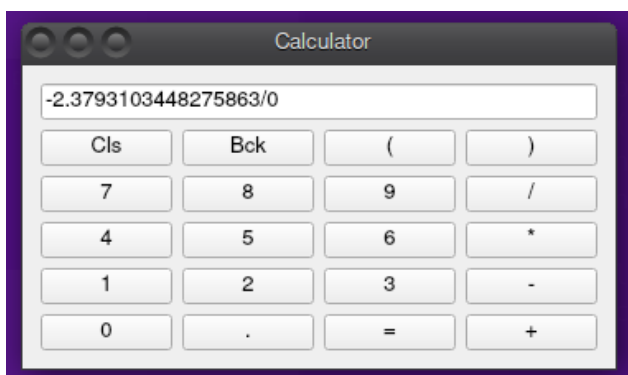 Calculator
-2.3793103448275863/0
Cls Bck ( )
7 8 9 /
4 5 6 *
1 2 3 -
0 . = +